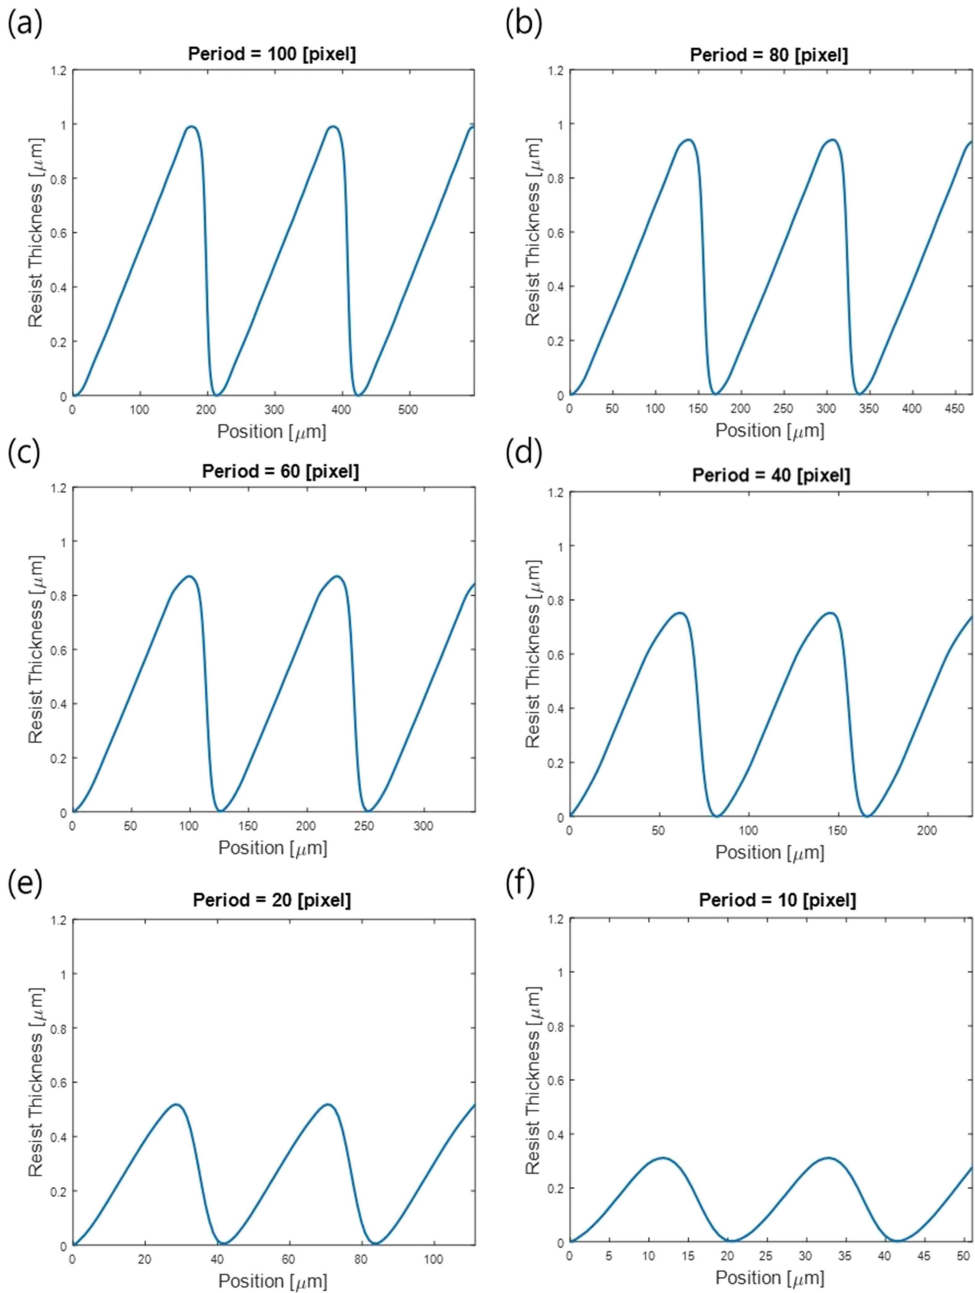 (a)
Period = 100 [pixel]
1.2
1
0.8
0.6
0.4
0.2
0
Resist Thickness [μm]
0 100 200 300 400 500
Position [μm]
(b)
Period = 80 [pixel]
1.2
1
0.8
0.6
0.4
0.2
0
Resist Thickness [μm]
0 50 100 150 200 250 300 350 400 450
Position [μm]
(c)
Period = 60 [pixel]
1.2
1
0.8
0.6
0.4
0.2
0
Resist Thickness [μm]
0 50 100 150 200 250 300
Position [μm]
(d)
Period = 40 [pixel]
1.2
1
0.8
0.6
0.4
0.2
0
Resist Thickness [μm]
0 50 100 150 200
Position [μm]
(e)
Period = 20 [pixel]
1.2
1
0.8
0.6
0.4
0.2
0
Resist Thickness [μm]
0 20 40 60 80 100
Position [μm]
(f)
Period = 10 [pixel]
1.2
1
0.8
0.6
0.4
0.2
0
Resist Thickness [μm]
0 5 10 15 20 25 30 35 40 45 50
Position [μm]